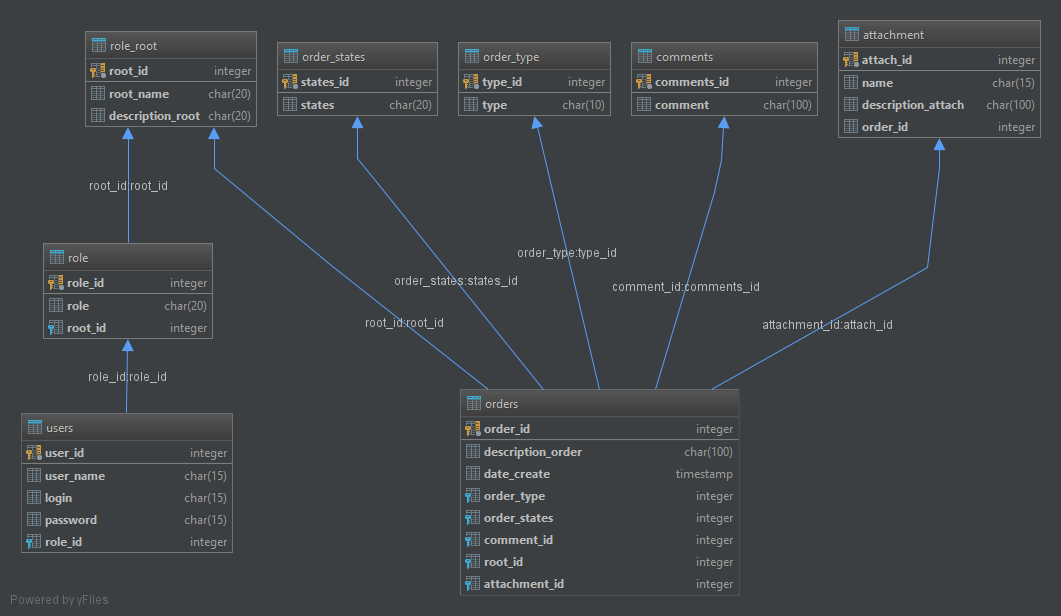 role_root
root_id integer
root_name char(20)
description_root char(20)
order_states
states_id integer
states char(20)
order_type
type_id integer
type char(10)
comments
comments_id integer
comment char(100)
attachment
attach_id integer
name char(15)
description_attach char(100)
order_id integer
root_id:root_id
order_type:type_id
order_states:states_id
comment_id:comments_id
root_id:root_id
attachment_id:attach_id
role
role_id integer
role char(20)
root_id integer
role_id:role_id
users
user_id integer
user_name char(15)
login char(15)
password char(15)
role_id integer
orders
order_id integer
description_order char(100)
date_create timestamp
order_type integer
order_states integer
comment_id integer
root_id integer
attachment_id integer
Powered by yFiles